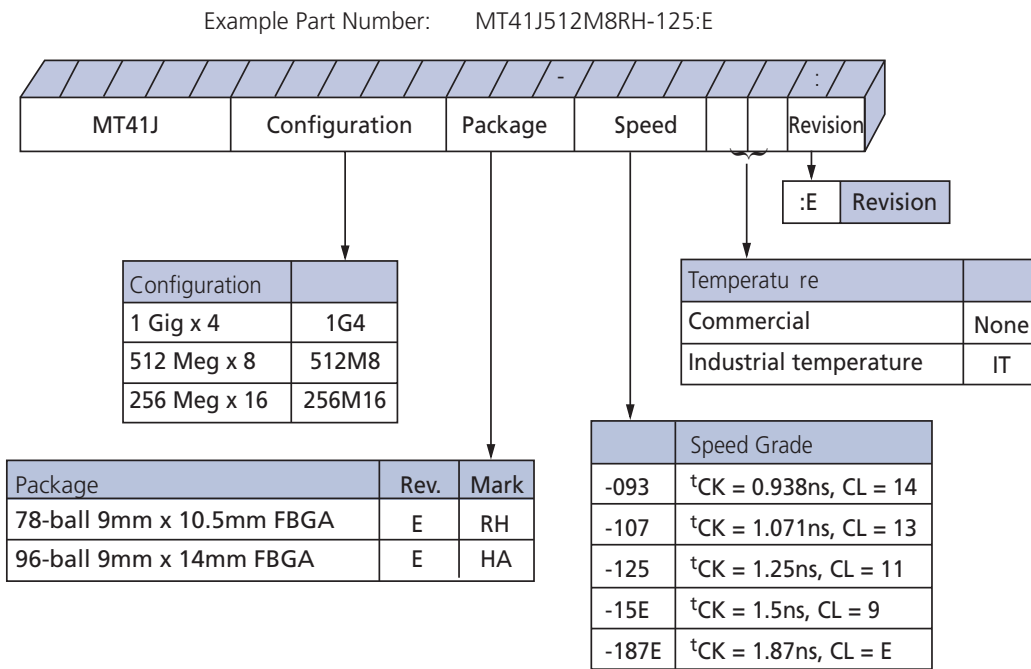 Example Part Number: MT41J512M8RH-125:E
- :
MT41J Configuration Package Speed Revision
:E Revision
Configuration
1 Gig x 4 1G4
512 Meg x 8 512M8
256 Meg x 16 256M16
Temperatu re
Commercial None
Industrial temperature IT
Package Rev. Mark
78-ball 9mm x 10.5mm FBGA E RH
96-ball 9mm x 14mm FBGA E HA
Speed Grade
-093 tCK = 0.938ns, CL = 14
-107 tCK = 1.071ns, CL = 13
-125 tCK = 1.25ns, CL = 11
-15E tCK = 1.5ns, CL = 9
-187E tCK = 1.87ns, CL = E